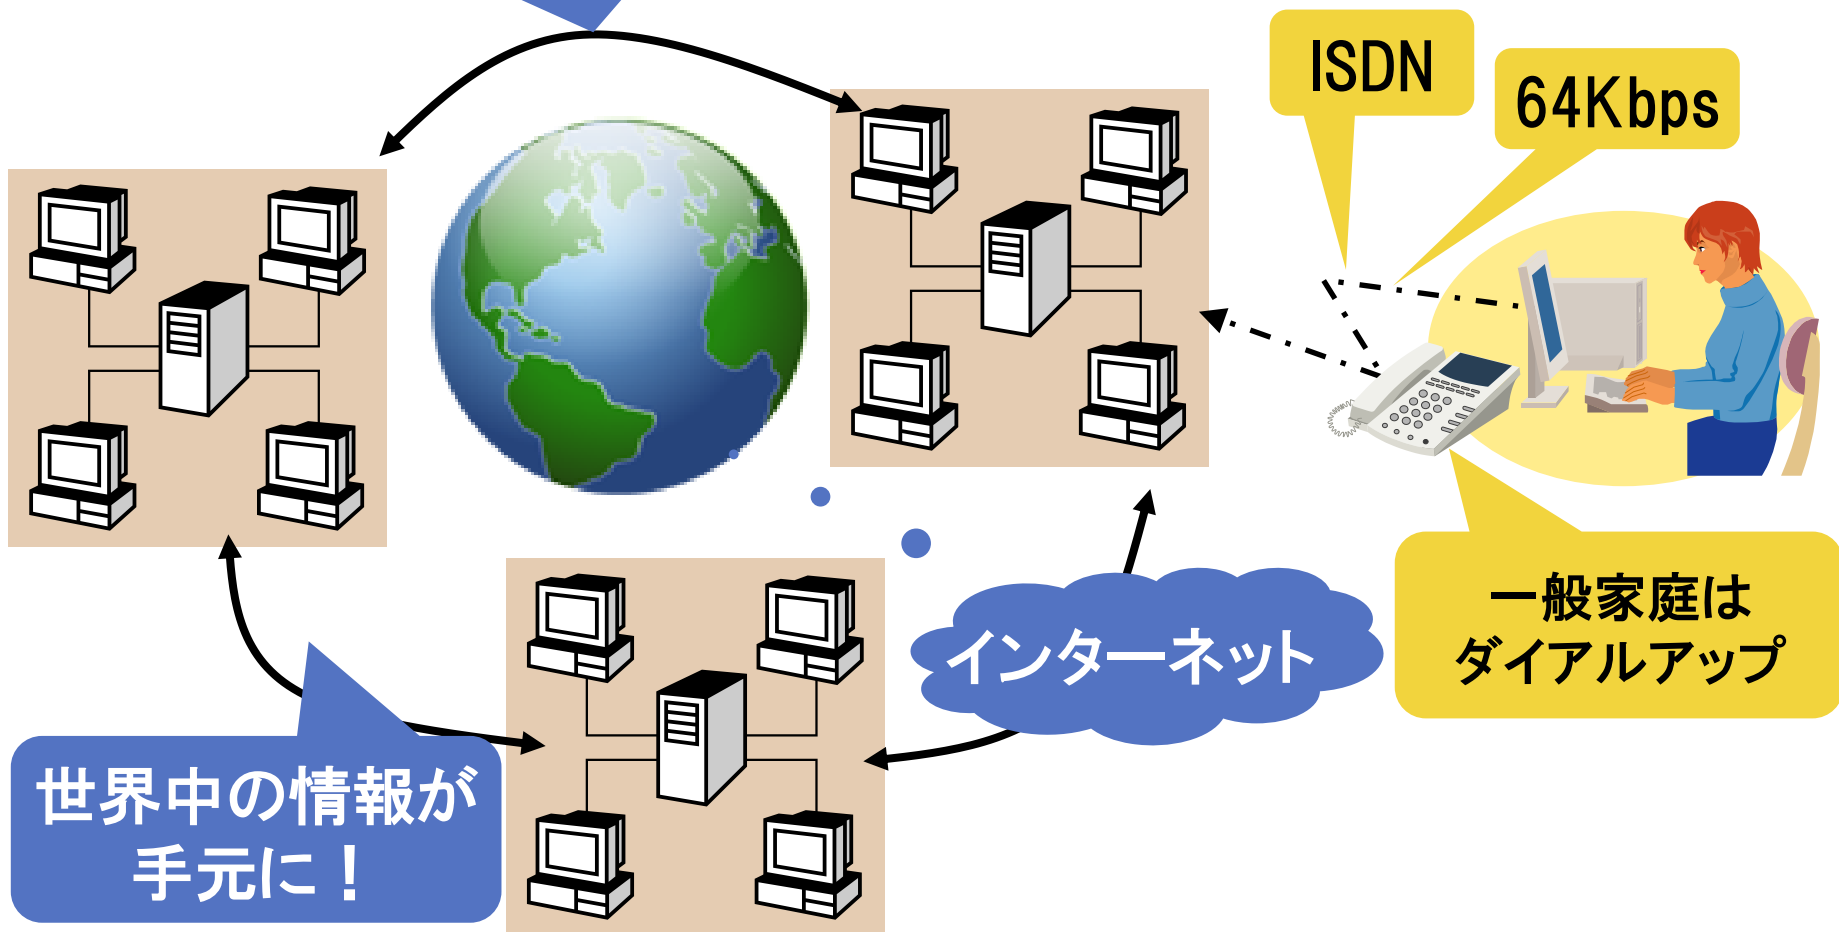 ISDN
64Kbps
インターネット
一般家庭は
ダイアルアップ
世界中の情報が
手元に！